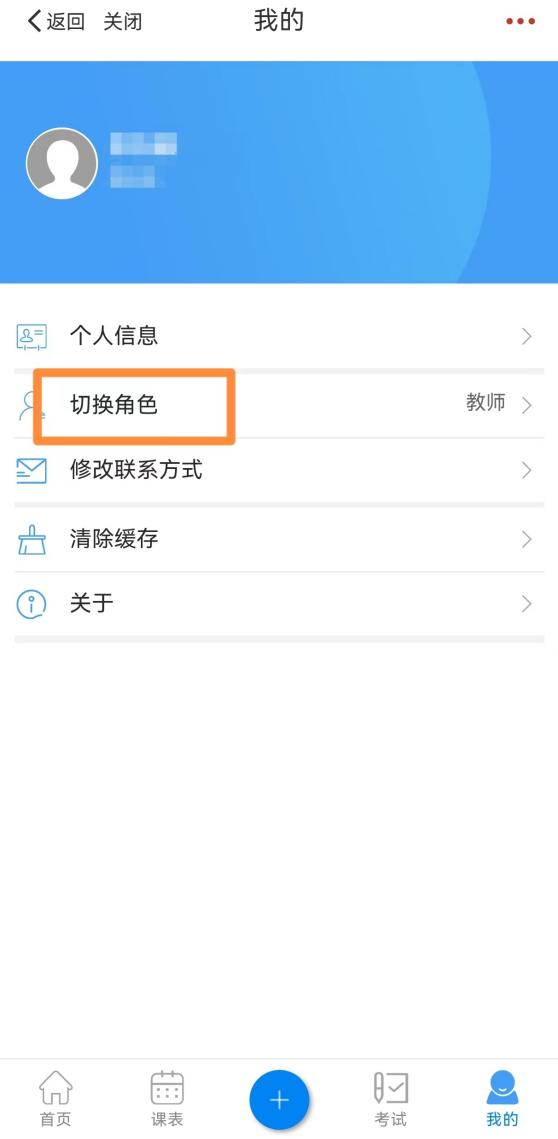 返回 关闭 我的
个人信息
切换角色 教师
修改联系方式
清除缓存
关于
首页 课表 考试 我的